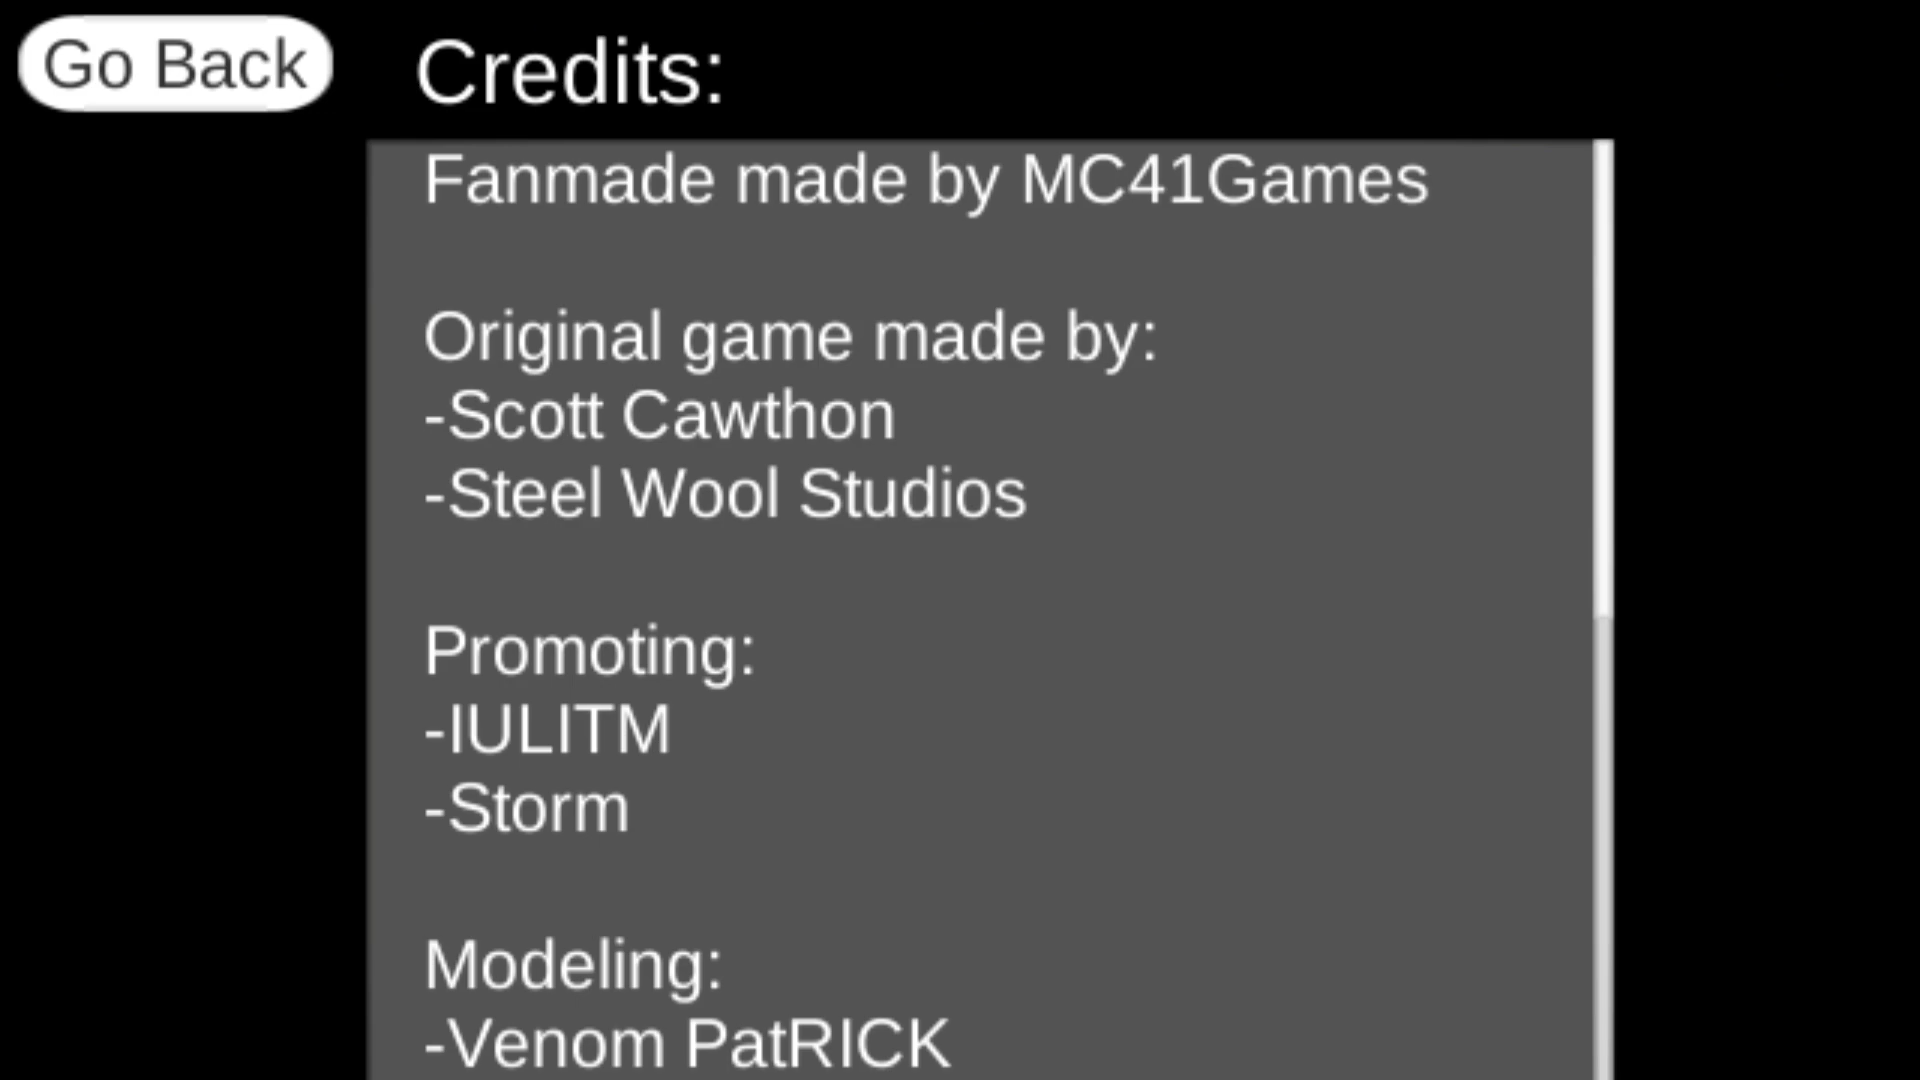 Go Back
Credits:
Fanmade made by MC41Games
Original game made by:
-Scott Cawthon
-Steel Wool Studios
Promoting:
-IULITM
-Storm
Modeling:
-Venom PatRICK